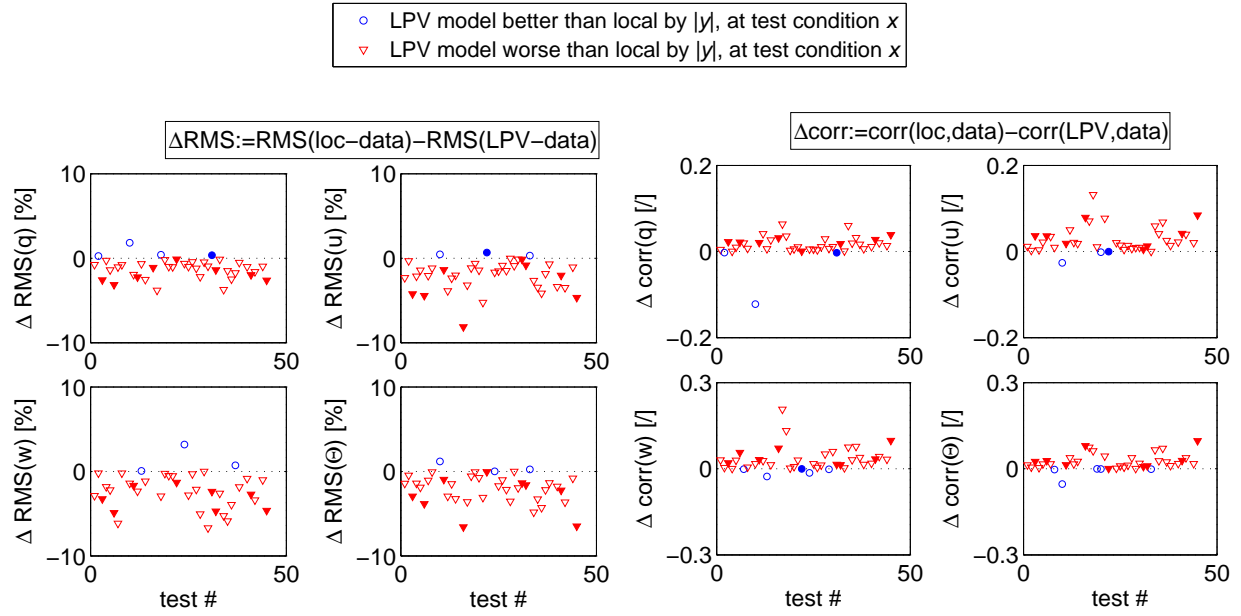 LPV model better than local by |y|, at test condition x
LPV model worse than local by |y|, at test condition x
ΔRMS:=RMS(loc−data)−RMS(LPV−data)
Δcorr:=corr(loc,data)−corr(LPV,data)
10
0
−10
0
50
Δ RMS(q) [%]
10
0
−10
0
50
Δ RMS(u) [%]
0.2
0
−0.2
0
50
Δ corr(q) [/]
0.2
0
−0.2
0
50
Δ corr(u) [/]
10
0
−10
0
50
Δ RMS(w) [%]
test #
10
0
−10
0
50
Δ RMS(Θ) [%]
test #
0.3
0
−0.3
0
50
Δ corr(w) [/]
test #
0.3
0
−0.3
0
50
Δ corr(Θ) [/]
test #